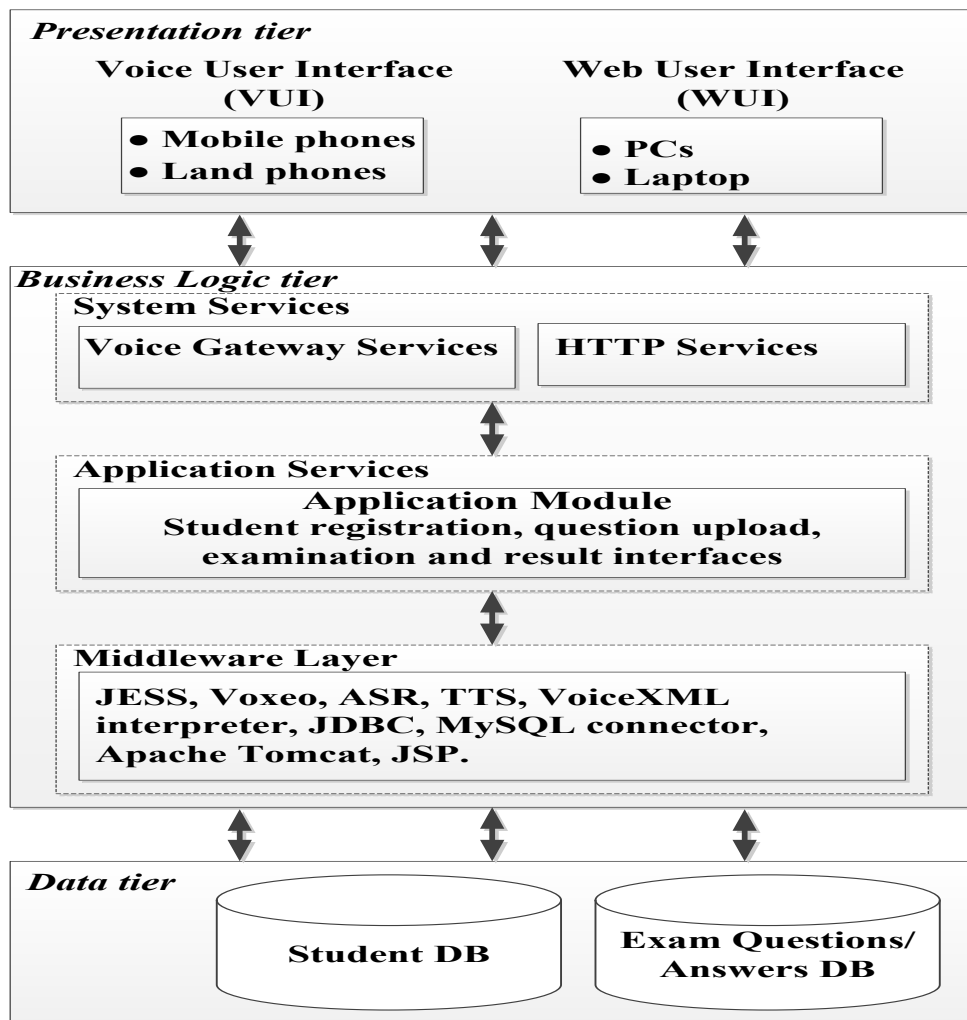 Presentation tier
Voice User Interface
(VUI)
● Mobile phones
● Land phones
Web User Interface
(WUI)
● PCs
● Laptop
Business Logic tier
System Services
Voice Gateway Services
HTTP Services
Application Services
Application Module
Student registration, question upload,
examination and result interfaces
Middleware Layer
JESS, Voxeo, ASR, TTS, VoiceXML
interpreter, JDBC, MySQL connector,
Apache Tomcat, JSP.
Data tier
Student DB
Exam Questions/
Answers DB